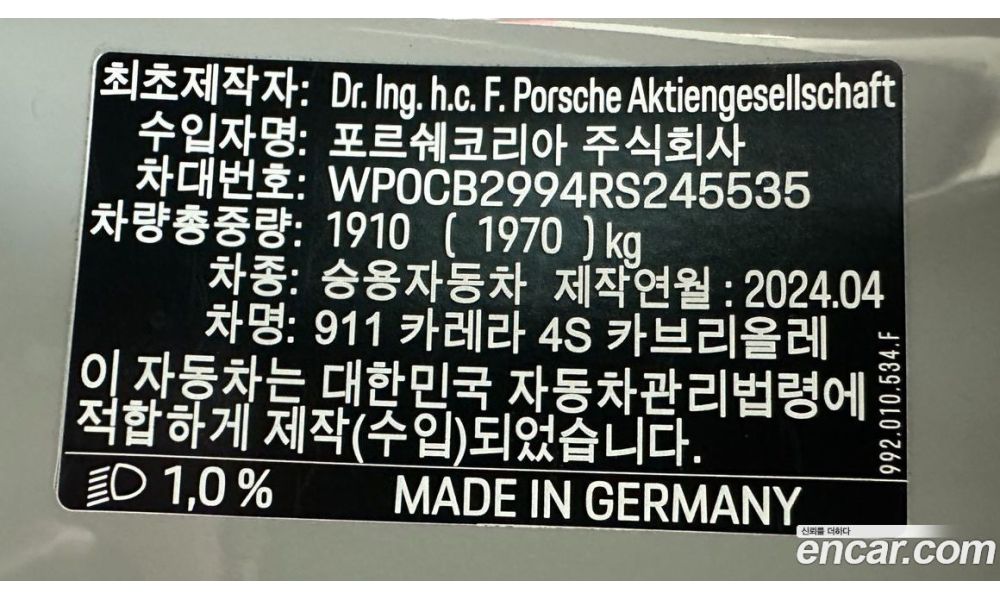 최초제작자: Dr. Ing. h.c. F. Porsche Aktiengesellschaft
수입자명: 포르쉐코리아 주식회사
차대번호: WP0CB2994RS245535
차량총중량: 1910 ( 1970 ) kg
차종: 승용자동차 제작연월 : 2024.04
차명: 911 카레라 4S 카브리올레
이 자동차는 대한민국 자동차관리법령에
적합하게 제작(수입)되었습니다.
1,0 % MADE IN GERMANY
992.010.534.F
신뢰를 더하다
encar.com